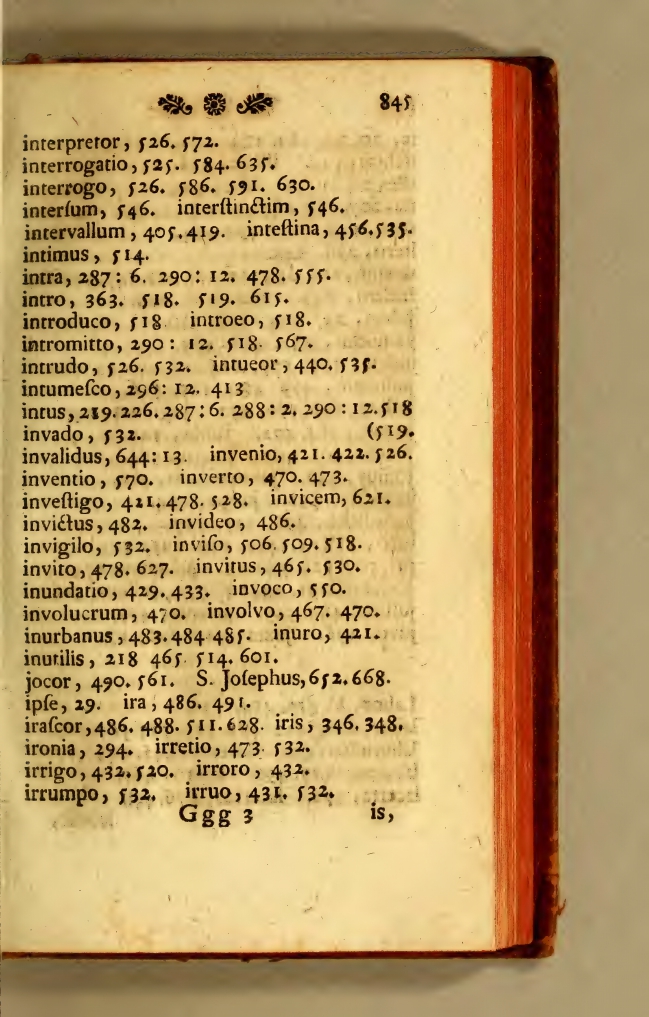 845
interpretor, 526. 572.
interrogatio, 525. 584. 635.
interrogo, 526. 586. 591. 630.
interſum, 546. interſtinctim, 546.
intervallum, 405. 419. inteſtina, 456. 535.
intimus, 514.
intra, 287: 6. 290: 12. 478. 555.
intro, 363. 518. 519. 615.
introduco, 518 introeo, 518.
intromitto, 290: 12. 518. 567.
intrudo, 526. 532. intueor, 440. 535.
intumeſco, 296: 12. 413
intus, 219. 226. 287: 6. 288: 2. 290: 12. 518
invado, 532. (519.
invalidus, 644: 13. invenio, 421. 422. 526.
inventio, 570. inverto, 470. 473.
inveſtigo, 421. 478. 528. invicem, 621.
invictus, 482. invideo, 486.
invigilo, 532. inviſo, 506. 509. 518.
invito, 478. 627. invitus, 465. 530.
inundatio, 429. 433. invoco, 550.
involucrum, 470. involvo, 467. 470.
inurbanus, 483. 484 485. inuro, 421.
inutilis, 218 465. 514. 601.
jocor, 490. 561. S. Joſephus, 652. 668.
ipſe, 29. ira, 486. 491.
iraſcor, 486. 488. 511. 628. iris, 346. 348.
ironia, 294. irretio, 473. 532.
irrigo, 432. 520. irroro, 432.
irrumpo, 532. irruo, 431. 532.
Ggg 3 is,